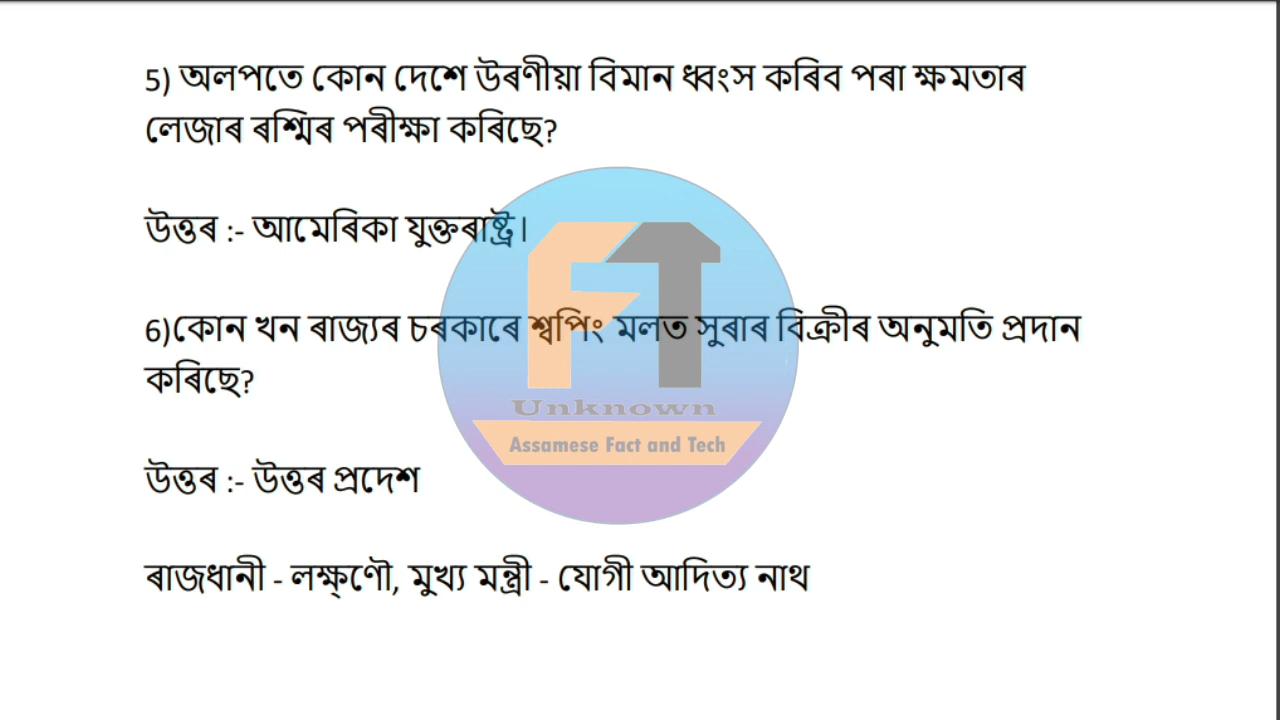 5) অলপতে কোন দেশে উৰণীয়া বিমান ধ্বংস কৰিব পৰা ক্ষমতাৰ
লেজাৰ ৰশ্মিৰ পৰীক্ষা কৰিছে?
উত্তৰ :- আমেৰিকা যুক্তৰাষ্ট্ৰ।
6)কোন খন ৰাজ্যৰ চৰকাৰে শ্বপিং মলত সুৰাৰ বিক্ৰীৰ অনুমতি প্ৰদান
কৰিছে?
FT
Unknown
Assamese Fact and Tech
উত্তৰ :- উত্তৰ প্ৰদেশ
ৰাজধানী - লক্ষ্ণৌ, মুখ্য মন্ত্ৰী - যোগী আদিত্য নাথ